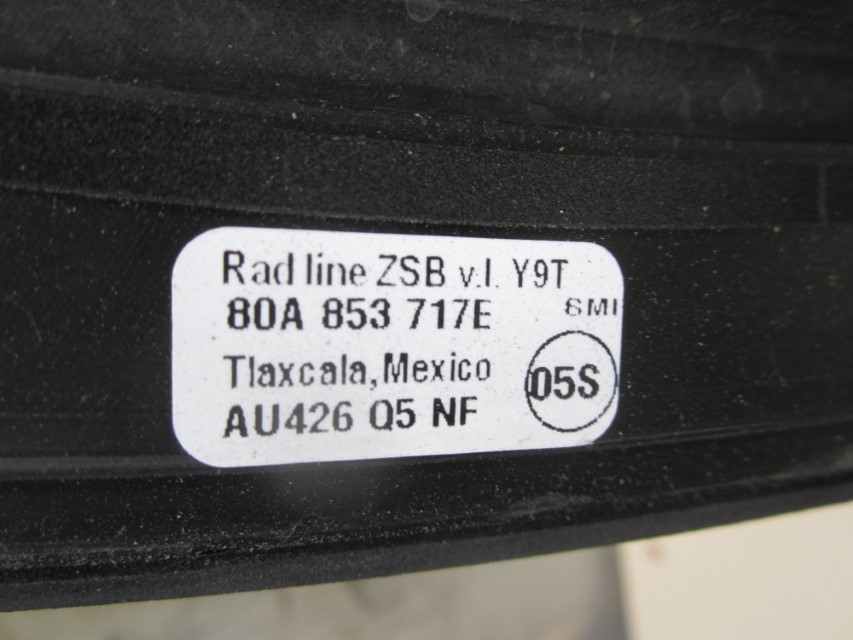 Rad line ZSB v.l. Y9T
80A 853 717E SMI
Tlaxcala,Mexico
05S
AU426 Q5 NF